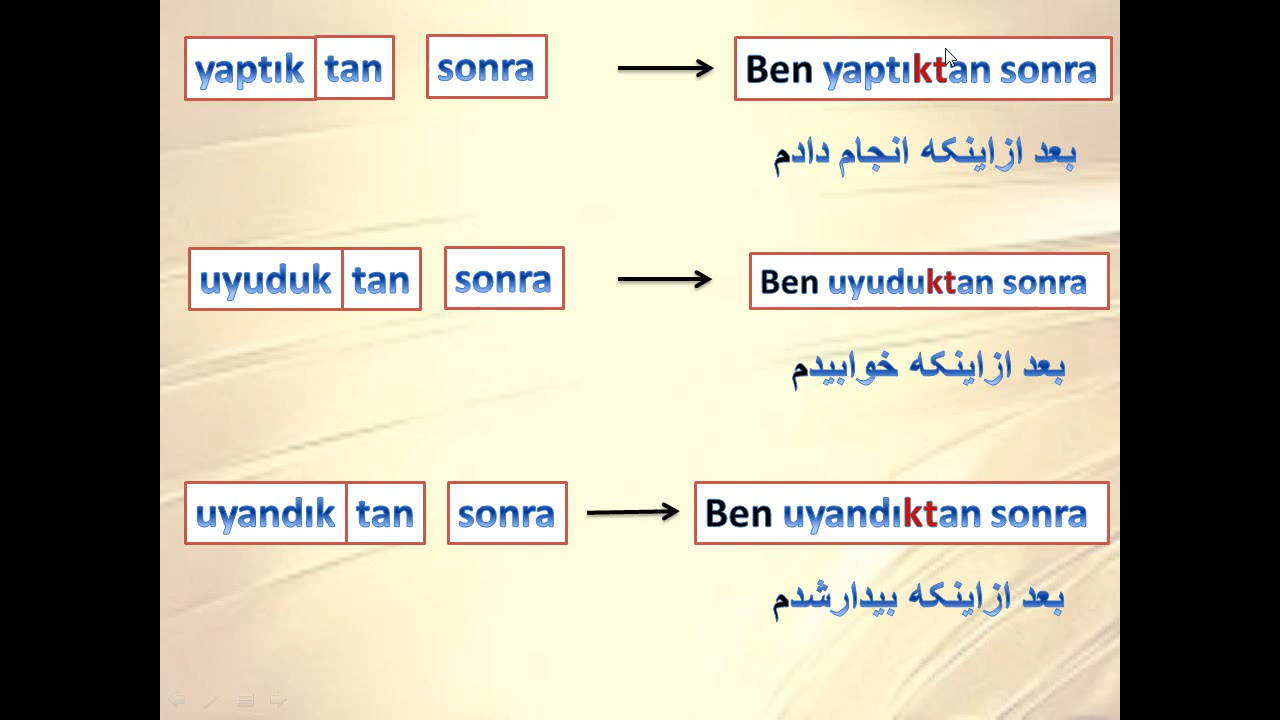 yaptık tan sonra Ben yaptıktan sonra
بعد ازاینکه انجام دادم
uyuduk tan sonra Ben uyuduktan sonra
بعد ازاینکه خوابیدم
uyandık tan sonra Ben uyandıktan sonra
بعد ازاینکه بیدارشدم